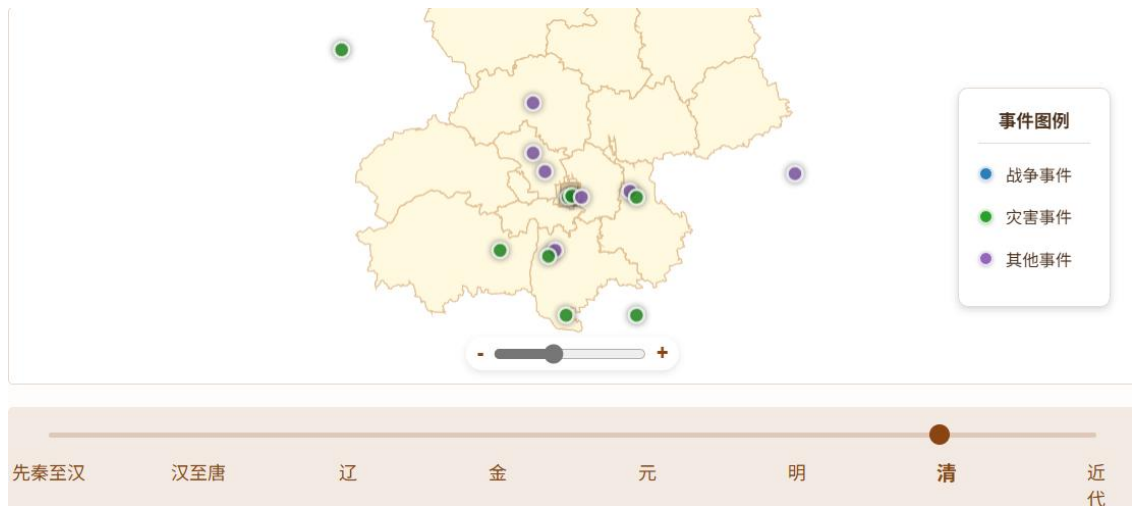 事件图例
战争事件
灾害事件
其他事件
- +
先秦至汉 汉至唐 辽 金 元 明 清 近
代